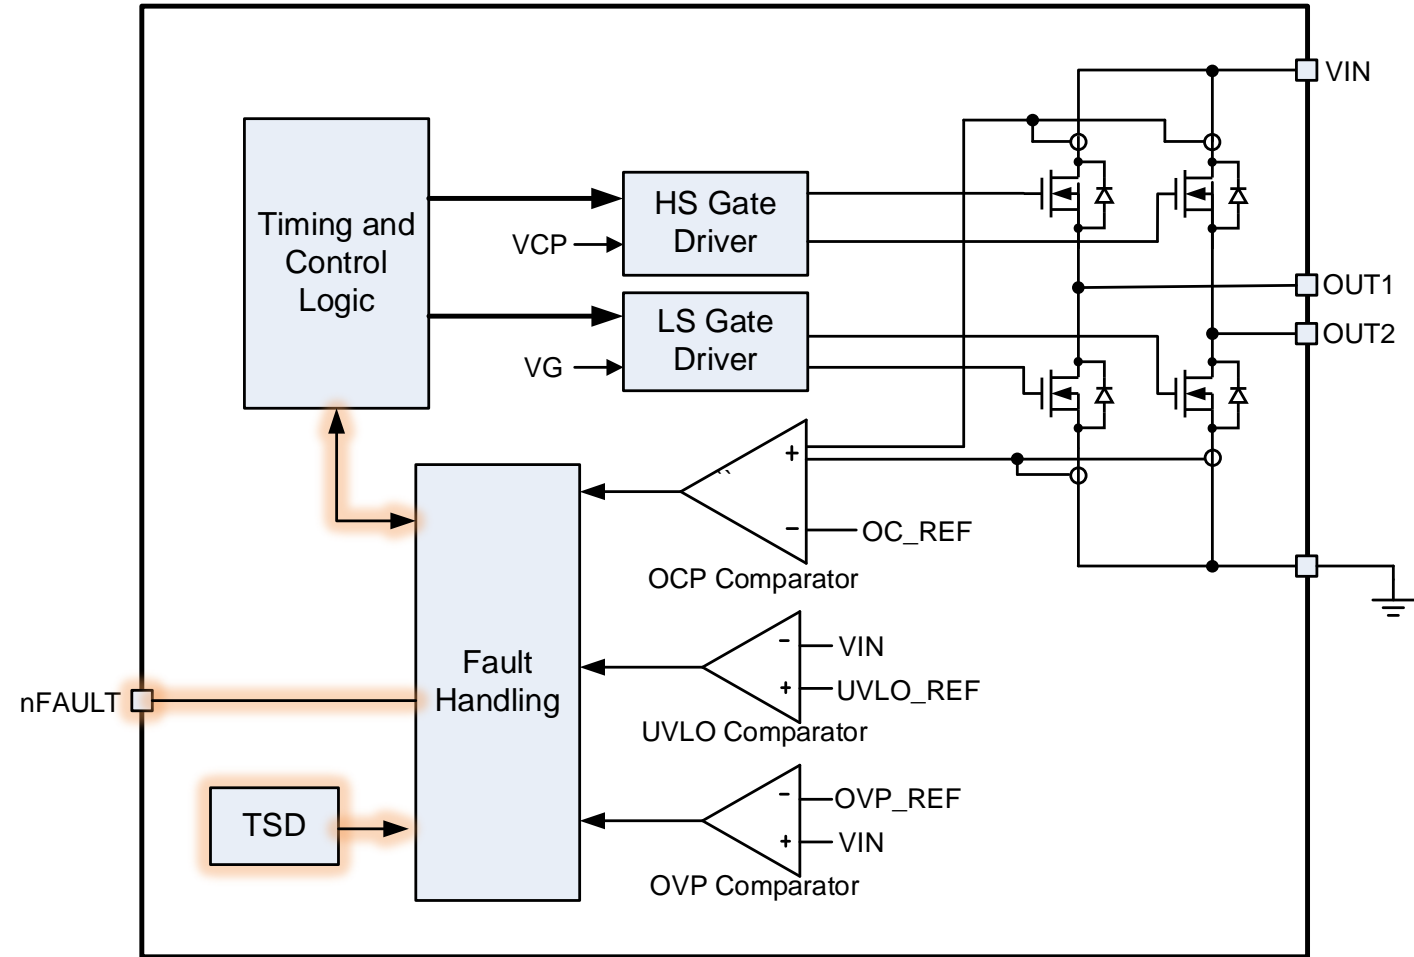 VIN
HS Gate
Driver
Timing and
Control
Logic
VCP
OUT1
LS Gate
Driver
OUT2
VG
+
``
-
OC_REF
OCP Comparator
Fault
Handling
-
VIN
+
UVLO_REF
UVLO Comparator
nFAULT
TSD
-
OVP_REF
+
VIN
OVP Comparator